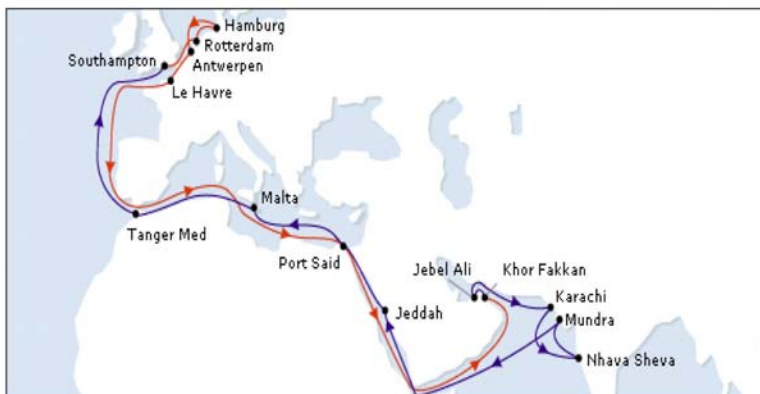 Hamburg
Rotterdam
Southampton
Antwerpen
Le Havre
Malta
Tanger Med
Port Said
Jebel Ali
Khor Fakkan
Karachi
Jeddah
Mundra
Nhava Sheva